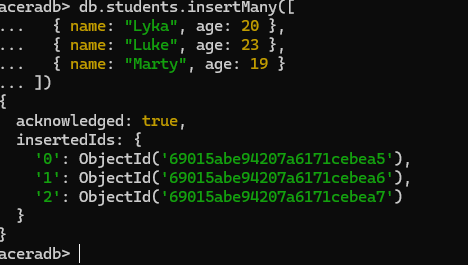 aceradb> db.students.insertMany([
...   { name: "Lyka", age: 20 },
...   { name: "Luke", age: 23 },
...   { name: "Marty", age: 19 }
... ])
{
  acknowledged: true,
  insertedIds: {
    '0': ObjectId('69015abe94207a6171cebea5'),
    '1': ObjectId('69015abe94207a6171cebea6'),
    '2': ObjectId('69015abe94207a6171cebea7')
  }
}
aceradb>